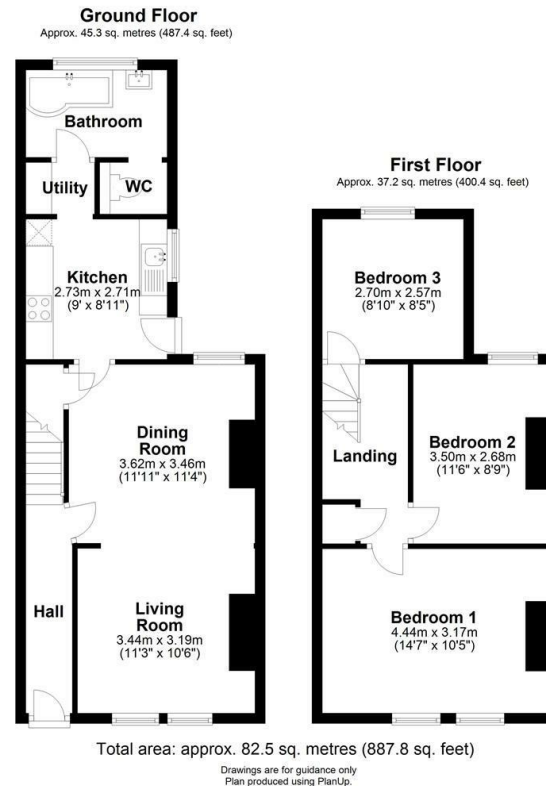 Ground Floor
Approx. 45.3 sq. metres (487.4 sq. feet)
Bathroom
Utility
WC
Kitchen
2.73m x 2.71m
(9' x 8'11")
Dining
Room
3.62m x 3.46m
(11'11" x 11'4")
Hall
Living
Room
3.44m x 3.19m
(11'3" x 10'6")
First Floor
Approx. 37.2 sq. metres (400.4 sq. feet)
Bedroom 3
2.70m x 2.57m
(8'10" x 8'5")
Landing
Bedroom 2
3.50m x 2.68m
(11'6" x 8'9")
Bedroom 1
4.44m x 3.17m
(14'7" x 10'5")
Total area: approx. 82.5 sq. metres (887.8 sq. feet)
Drawings are for guidance only
Plan produced using PlanUp.